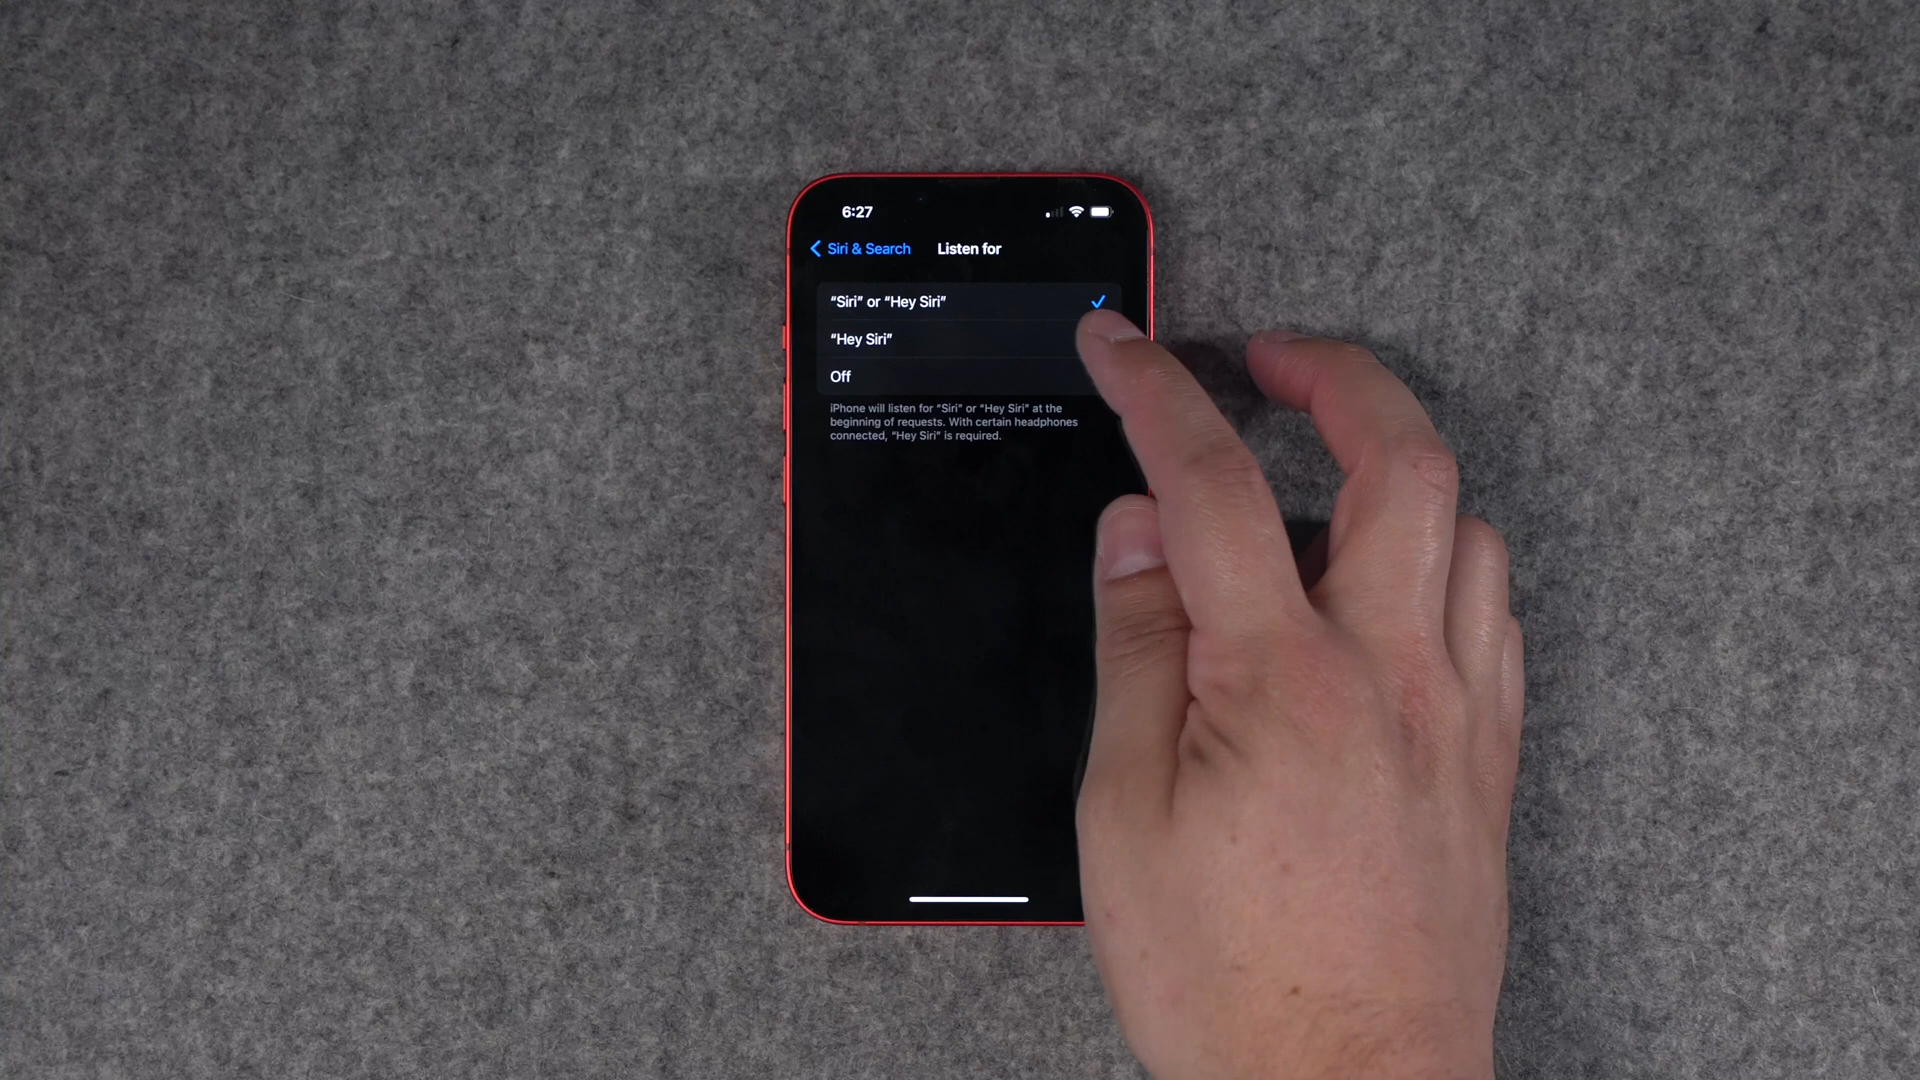 6:27
Siri & Search
Listen for
“Siri” or “Hey Siri”
“Hey Siri”
Off
iPhone will listen for “Siri” or “Hey Siri” at the
beginning of requests. With certain headphones
connected, “Hey Siri” is required.